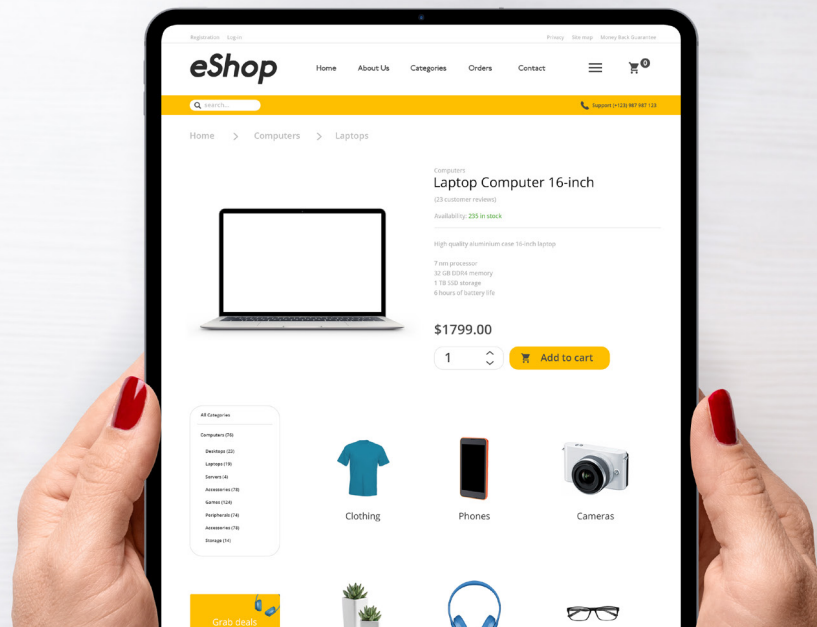 Registration Log-in Privacy Site map Money Back Guarantee
eShop Home About Us Categories Orders Contact 0
search... Support (+123) 987 987 123
Home > Computers > Laptops
Computers
Laptop Computer 16-inch
(23 customer reviews)
Availability: 235 in stock
High quality aluminium case 16-inch laptop
7 nm processor
32 GB DDR4 memory
1 TB SSD storage
6 hours of battery life
$1799.00
1 Add to cart
All Categories
Computers (76)
Desktops (23)
Laptops (19)
Servers (4)
Accessories (78)
Games (124)
Peripherals (74)
Accessories (78)
Storage (14)
Clothing Phones Cameras
Grab deals